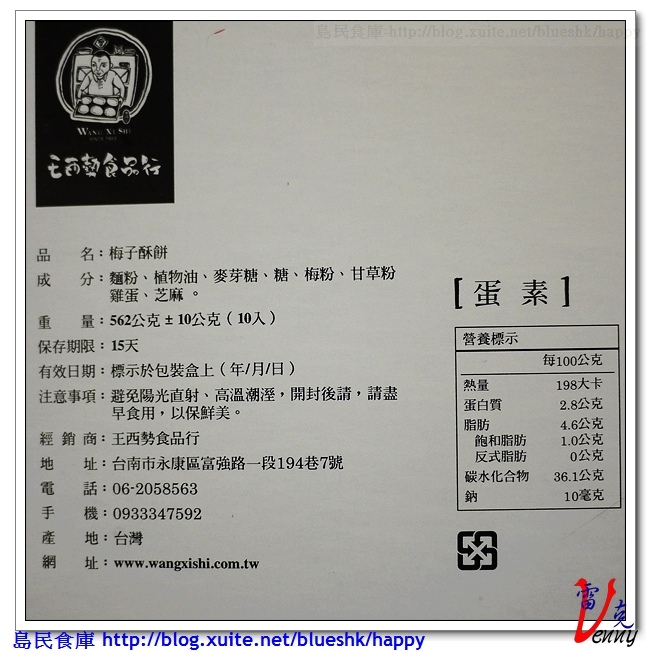 島民食庫-http://blog.xuite.net/blueshk/happy
WANG XI SHI
王西勢食品行
品 名：梅子酥餅
成 分：麵粉、植物油、麥芽糖、糖、梅粉、甘草粉
雞蛋、芝麻 。
重 量：562公克 ± 10公克（ 10入 ）
保存期限：15天
有效日期：標示於包裝盒上（ 年/月/日 ）
注意事項：避免陽光直射、高溫潮溼，開封後請，請盡
早食用，以保鮮美。
經 銷 商：王西勢食品行
地 址：台南市永康區富強路一段194巷7號
電 話：06-2058563
手 機：0933347592
產 地：台灣
網 址：www.wangxishi.com.tw
[ 蛋 素 ]
營養標示
每100公克
熱量 198大卡
蛋白質 2.8公克
脂肪 4.6公克
飽和脂肪 1.0公克
反式脂肪 0公克
碳水化合物 36.1公克
鈉 10毫克
雷克
Venny
島民食庫 http://blog.xuite.net/blueshk/happy